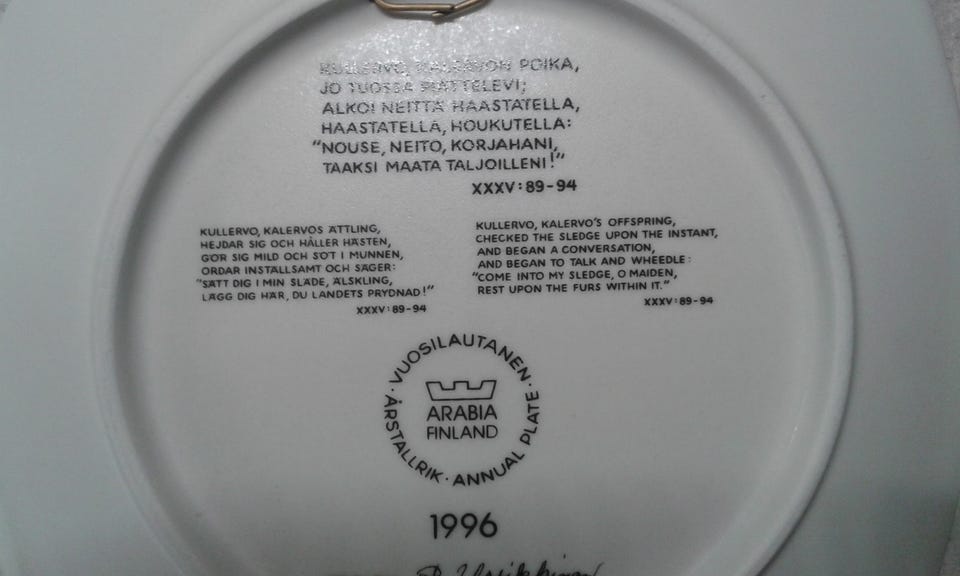 KULLERVO, KALERVON POIKA,
JO TUOSSA MÄTTELEVI;
ALKOI NEITTÄ HAASTATELLA,
HAASTATELLA, HOUKUTELLA:
“NOUSE, NEITO, KORJAHANI,
TAAKSI MAATA TALJOILLENI!”
XXXV:89-94
KULLERVO, KALERVOS ÄTTLING,
HEJDAR SIG OCH HÅLLER HÄSTEN,
GÖR SIG MILD OCH SÖT I MUNNEN,
ORDAR INSTÄLLSAMT OCH SÄGER:
“SÄTT DIG I MIN SLÄDE, ÄLSKLING,
LÄGG DIG HÄR, DU LANDETS PRYDNAD!”
XXXV:89-94
KULLERVO, KALERVO'S OFFSPRING,
CHECKED THE SLEDGE UPON THE INSTANT,
AND BEGAN A CONVERSATION,
AND BEGAN TO TALK AND WHEEDLE:
“COME INTO MY SLEDGE, O MAIDEN,
REST UPON THE FURS WITHIN IT.”
XXXV:89-94
· VUOSILAUTANEN ·
ARABIA
FINLAND
ÅRSTALLRIK · ANNUAL PLATE
1996